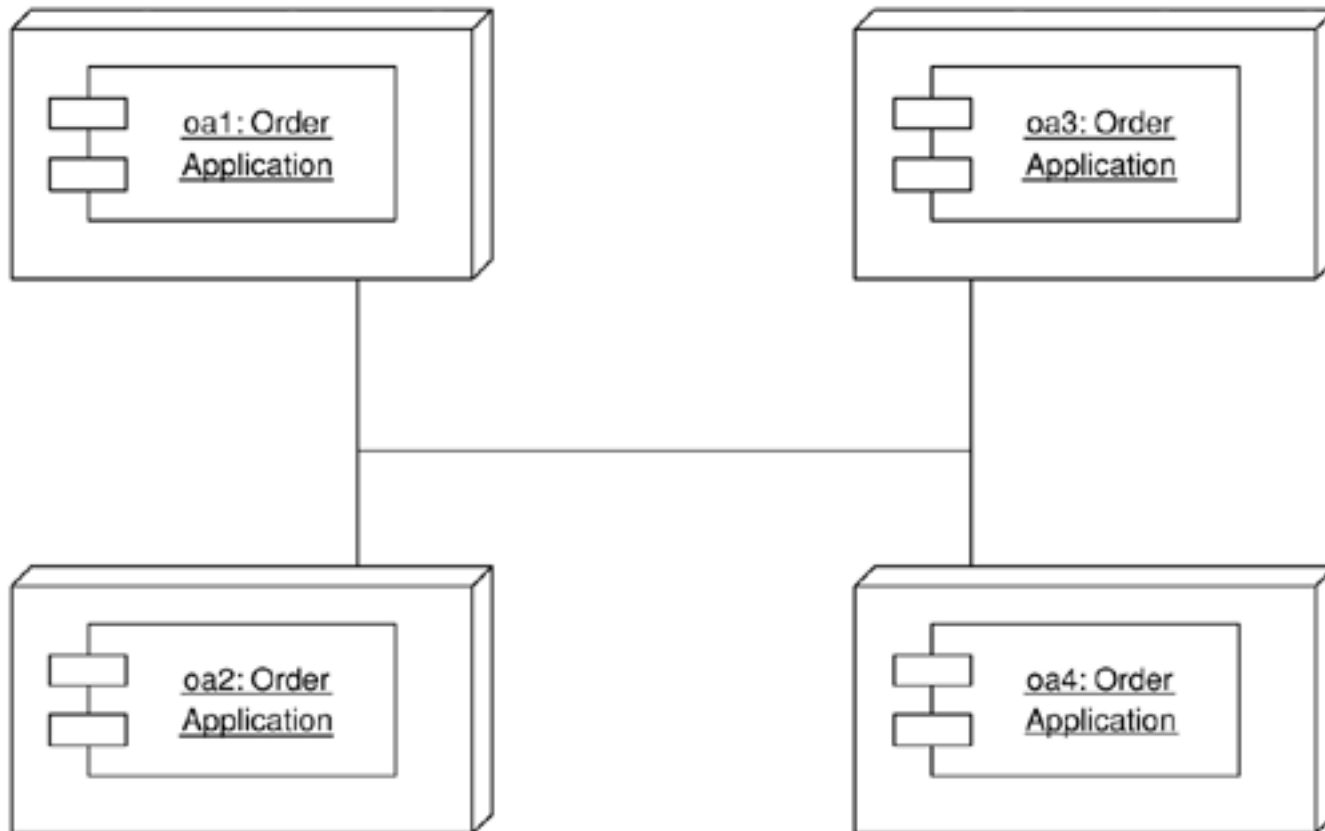 oa1: Order
Application
oa3: Order
Application
oa2: Order
Application
oa4: Order
Application